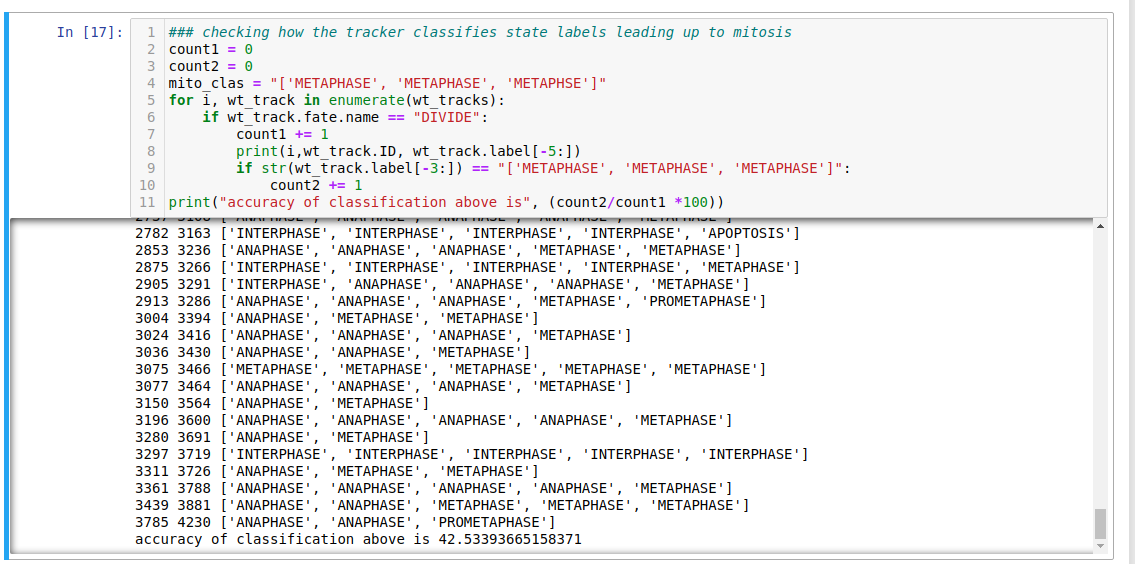 In [17]:
1 ### checking how the tracker classifies state labels leading up to mitosis
2 count1 = 0
3 count2 = 0
4 mito_clas = "['METAPHASE', 'METAPHASE', 'METAPHSE']"
5 for i, wt_track in enumerate(wt_tracks):
6     if wt_track.fate.name == "DIVIDE":
7         count1 += 1
8         print(i,wt_track.ID, wt_track.label[-5:])
9         if str(wt_track.label[-3:]) == "['METAPHASE', 'METAPHASE', 'METAPHASE']":
10             count2 += 1
11 print("accuracy of classification above is", (count2/count1 *100))
2782 3163 ['INTERPHASE', 'INTERPHASE', 'INTERPHASE', 'INTERPHASE', 'APOPTOSIS']
2853 3236 ['ANAPHASE', 'ANAPHASE', 'ANAPHASE', 'METAPHASE', 'METAPHASE']
2875 3266 ['INTERPHASE', 'INTERPHASE', 'INTERPHASE', 'INTERPHASE', 'METAPHASE']
2905 3291 ['INTERPHASE', 'ANAPHASE', 'ANAPHASE', 'ANAPHASE', 'METAPHASE']
2913 3286 ['ANAPHASE', 'ANAPHASE', 'ANAPHASE', 'METAPHASE', 'PROMETAPHASE']
3004 3394 ['ANAPHASE', 'METAPHASE', 'METAPHASE']
3024 3416 ['ANAPHASE', 'ANAPHASE', 'ANAPHASE', 'METAPHASE']
3036 3430 ['ANAPHASE', 'ANAPHASE', 'METAPHASE']
3075 3466 ['METAPHASE', 'METAPHASE', 'METAPHASE', 'METAPHASE', 'METAPHASE']
3077 3464 ['ANAPHASE', 'ANAPHASE', 'ANAPHASE', 'METAPHASE']
3150 3564 ['ANAPHASE', 'METAPHASE']
3196 3600 ['ANAPHASE', 'ANAPHASE', 'ANAPHASE', 'ANAPHASE', 'METAPHASE']
3280 3691 ['ANAPHASE', 'METAPHASE']
3297 3719 ['INTERPHASE', 'INTERPHASE', 'INTERPHASE', 'INTERPHASE', 'INTERPHASE']
3311 3726 ['ANAPHASE', 'METAPHASE', 'METAPHASE']
3361 3788 ['ANAPHASE', 'ANAPHASE', 'ANAPHASE', 'ANAPHASE', 'METAPHASE']
3439 3881 ['ANAPHASE', 'ANAPHASE', 'METAPHASE', 'METAPHASE', 'METAPHASE']
3785 4230 ['ANAPHASE', 'ANAPHASE', 'PROMETAPHASE']
accuracy of classification above is 42.53393665158371